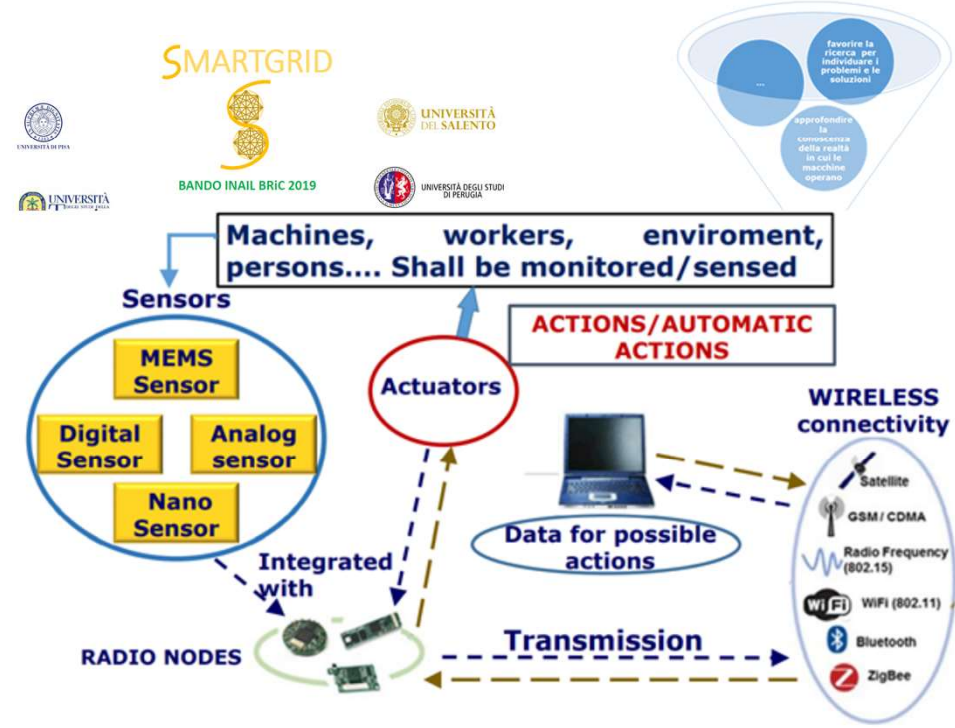 SMARTGRID
BANDO INAIL BRiC 2019
UNIVERSITÀ DI PISA
UNIVERSITÀ
DEL SALENTO
UNIVERSITÀ
UNIVERSITÀ DEGLI STUDI
DI PERUGIA
...
favorire la
ricerca per
individuare i
problemi e le
soluzioni
approfondire
la
conoscenza
della realtà
in cui le
macchine
operano
Machines, workers, enviroment,
persons.... Shall be monitored/sensed
Sensors
MEMS
Sensor
Digital
Sensor
Analog
sensor
Nano
Sensor
Actuators
ACTIONS/AUTOMATIC
ACTIONS
WIRELESS
connectivity
Satellite
GSM/CDMA
Radio Frequency
(802.15)
WiFi WiFi (802.11)
Bluetooth
ZigBee
Data for possible
actions
Integrated
with
RADIO NODES
Transmission